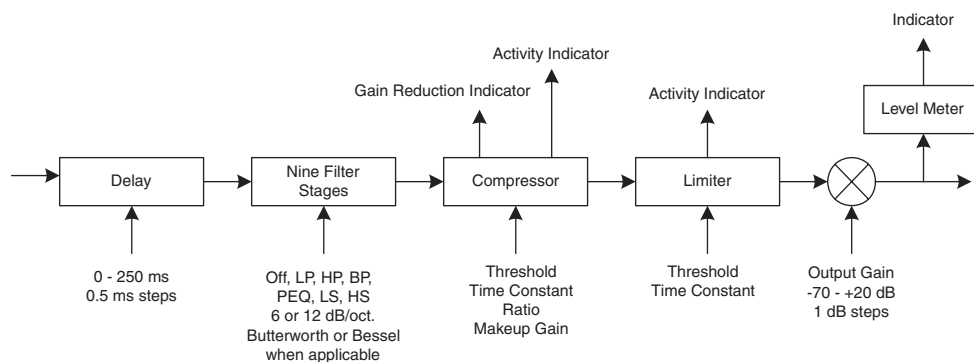 Indicator
Activity Indicator
Gain Reduction Indicator
Activity Indicator
Level Meter
Delay
Nine Filter
Stages
Compressor
Limiter
0 - 250 ms
0.5 ms steps
Off, LP, HP, BP,
PEQ, LS, HS
6 or 12 dB/oct.
Butterworth or Bessel
when applicable
Threshold
Time Constant
Ratio
Makeup Gain
Threshold
Time Constant
Output Gain
-70 - +20 dB
1 dB steps